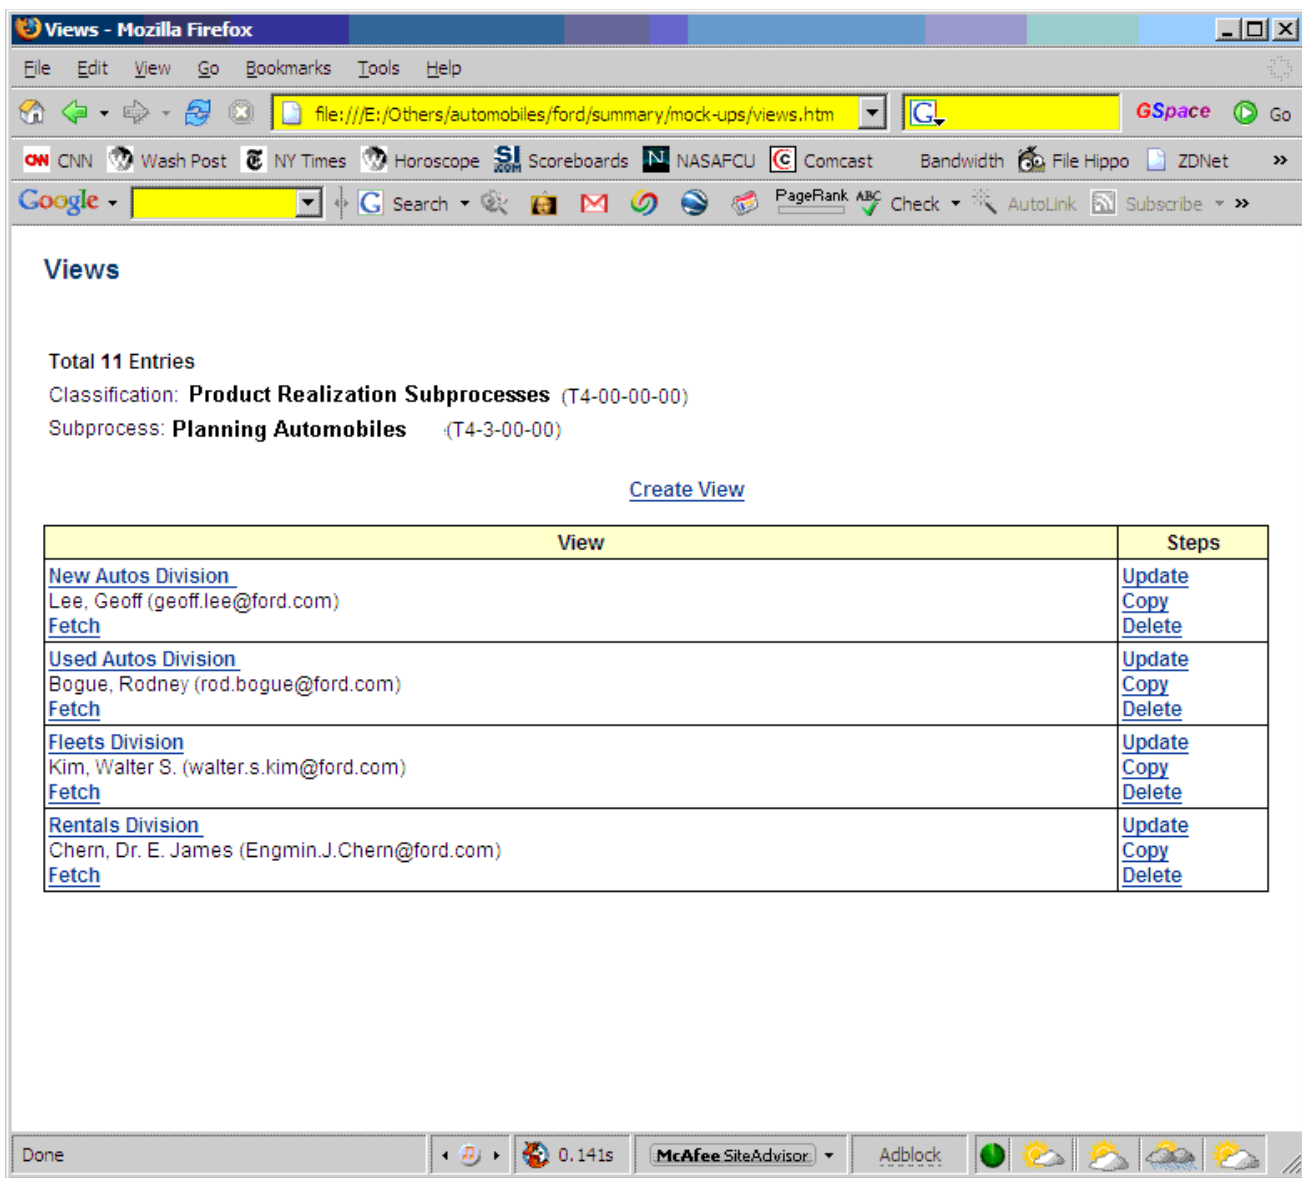 Views - Mozilla Firefox
File Edit View Go Bookmarks Tools Help
file:///E:/Others/automobiles/ford/summary/mock-ups/views.htm G GSpace Go
CNN CNN Wash Post NY Times Horoscope SI.COM Scoreboards N NASAFCU C Comcast Bandwidth File Hippo ZDNet »
Google G Search PageRank ABC Check AutoLink Subscribe »
Views
Total 11 Entries
Classification: Product Realization Subprocesses (T4-00-00-00)
Subprocess: Planning Automobiles (T4-3-00-00)
Create View
View Steps
New Autos Division Update
Lee, Geoff (geoff.lee@ford.com) Copy
Fetch Delete
Used Autos Division Update
Bogue, Rodney (rod.bogue@ford.com) Copy
Fetch Delete
Fleets Division Update
Kim, Walter S. (walter.s.kim@ford.com) Copy
Fetch Delete
Rentals Division Update
Chern, Dr. E. James (Engmin.J.Chern@ford.com) Copy
Fetch Delete
Done 0.141s McAfee SiteAdvisor Adblock